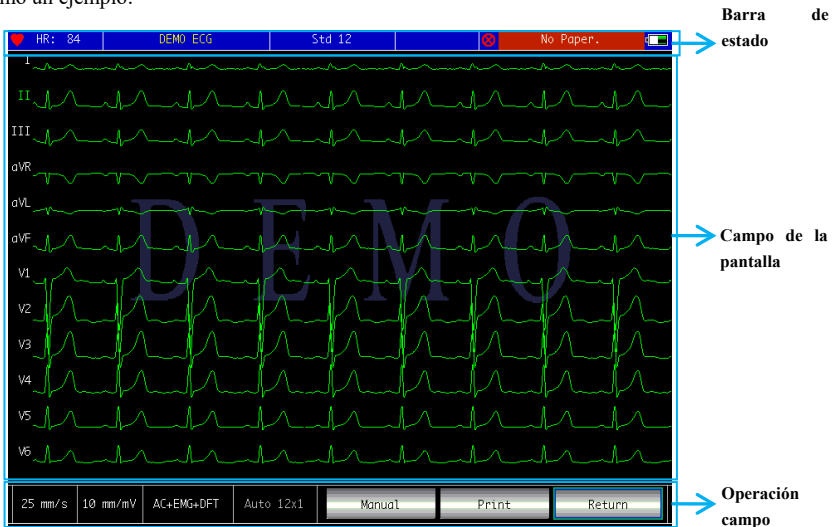 mo un ejemplo:
Barra de
estado
HR: 84 DEMO ECG Std 12 No Paper.
I
II
III
aVR
aVL
aVF
V1
V2
V3
V4
V5
V6
DEMO
Campo de la
pantalla
25 mm/s 10 mm/mV AC+EMG+DFT Auto 12x1 Manual Print Return
Operación
campo